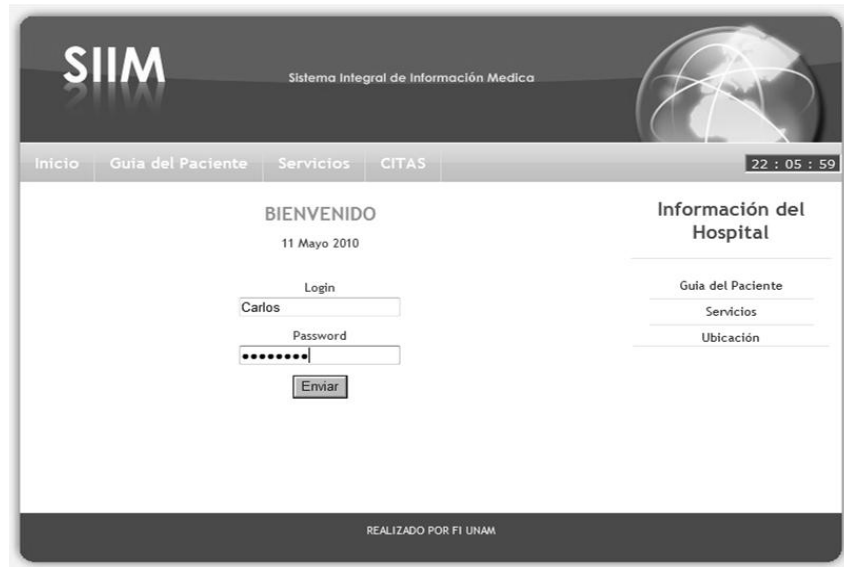 SIIM
Sistema Integral de Información Medica
Inicio Guia del Paciente Servicios CITAS
22 : 05 : 59
BIENVENIDO
11 Mayo 2010
Login
Carlos
Password
••••••••
Enviar
Información del
Hospital
Guia del Paciente
Servicios
Ubicación
REALIZADO POR FI UNAM